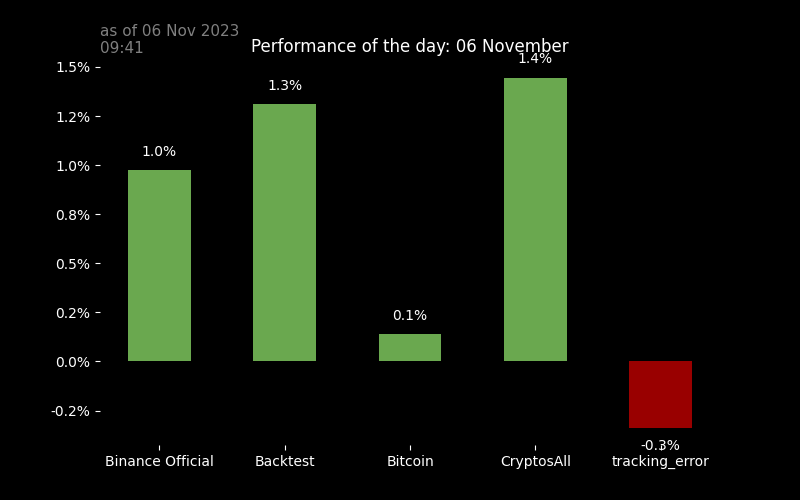 as of 06 Nov 2023
09:41
Performance of the day: 06 November
1.5%
1.2%
1.0%
0.8%
0.5%
0.2%
0.0%
-0.2%
1.0%
1.3%
0.1%
1.4%
-0.3%
Binance Official
Backtest
Bitcoin
CryptosAll
tracking_error